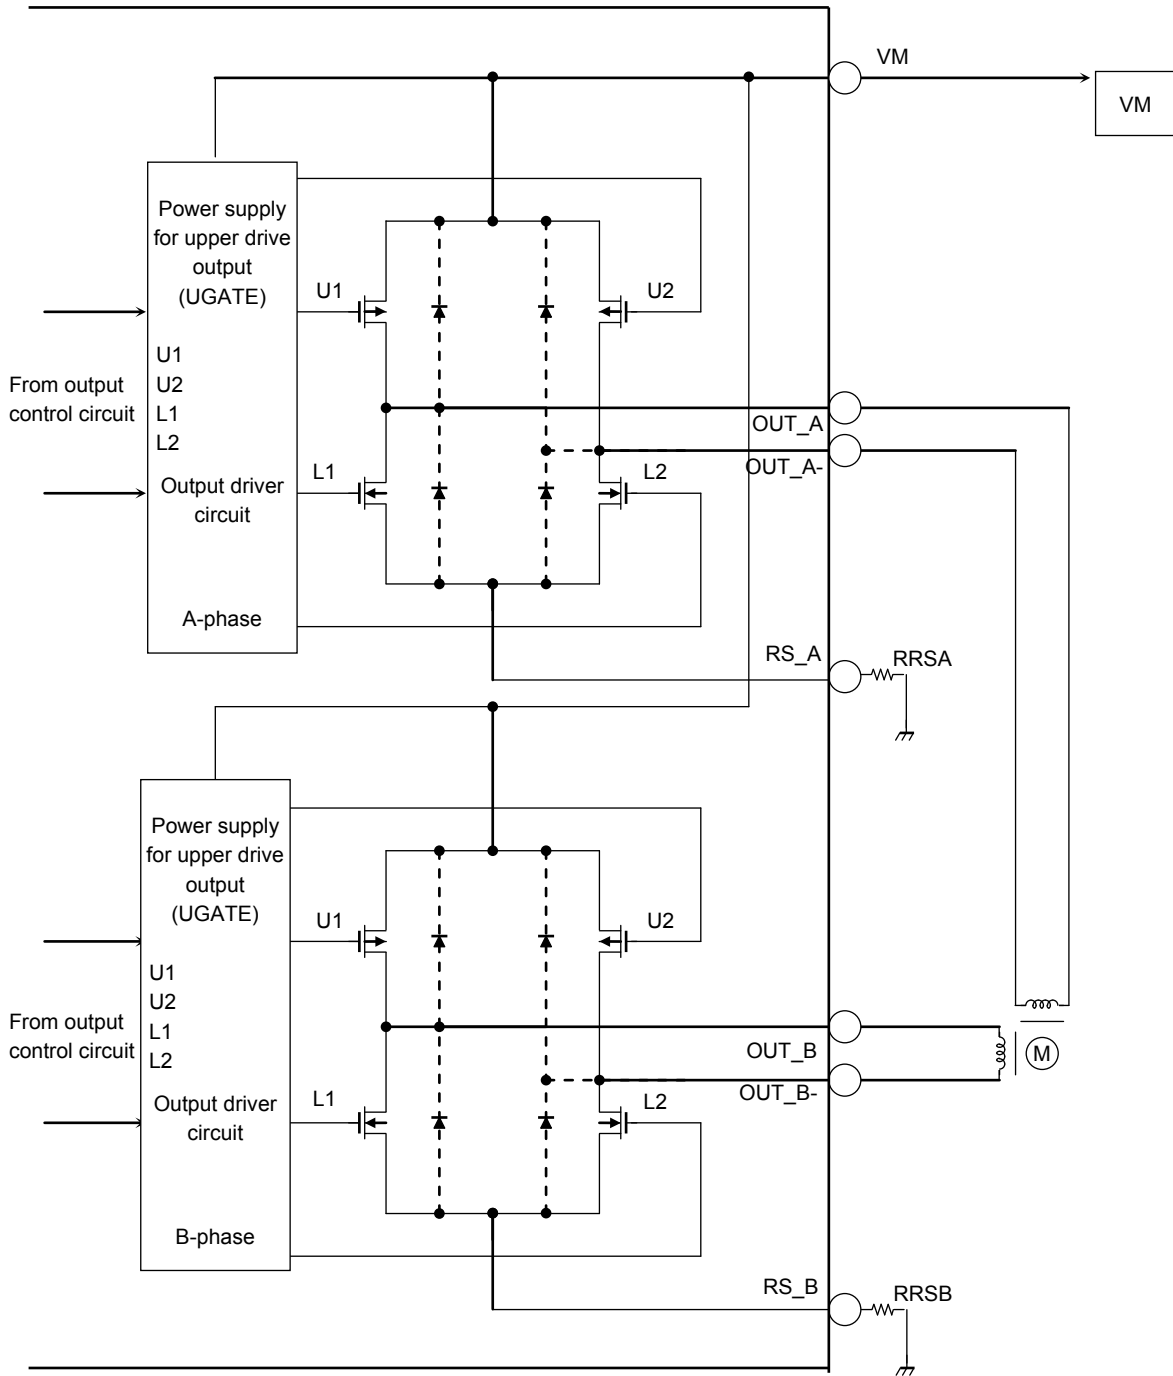 VM
VM
Power supply
for upper drive
output
(UGATE)
U1
U2
U1
U2
L1
L2
From output
control circuit
OUT_A
OUT_A-
L1
L2
Output driver
circuit
A-phase
RS_A
RRSA
Power supply
for upper drive
output
(UGATE)
U1
U2
U1
U2
L1
L2
From output
control circuit
OUT_B
M
OUT_B-
L1
L2
Output driver
circuit
B-phase
RS_B
RRSB